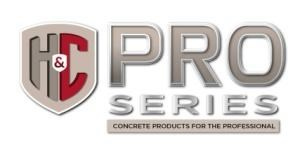 H&C
PRO
SERIES
CONCRETE PRODUCTS FOR THE PROFESSIONAL